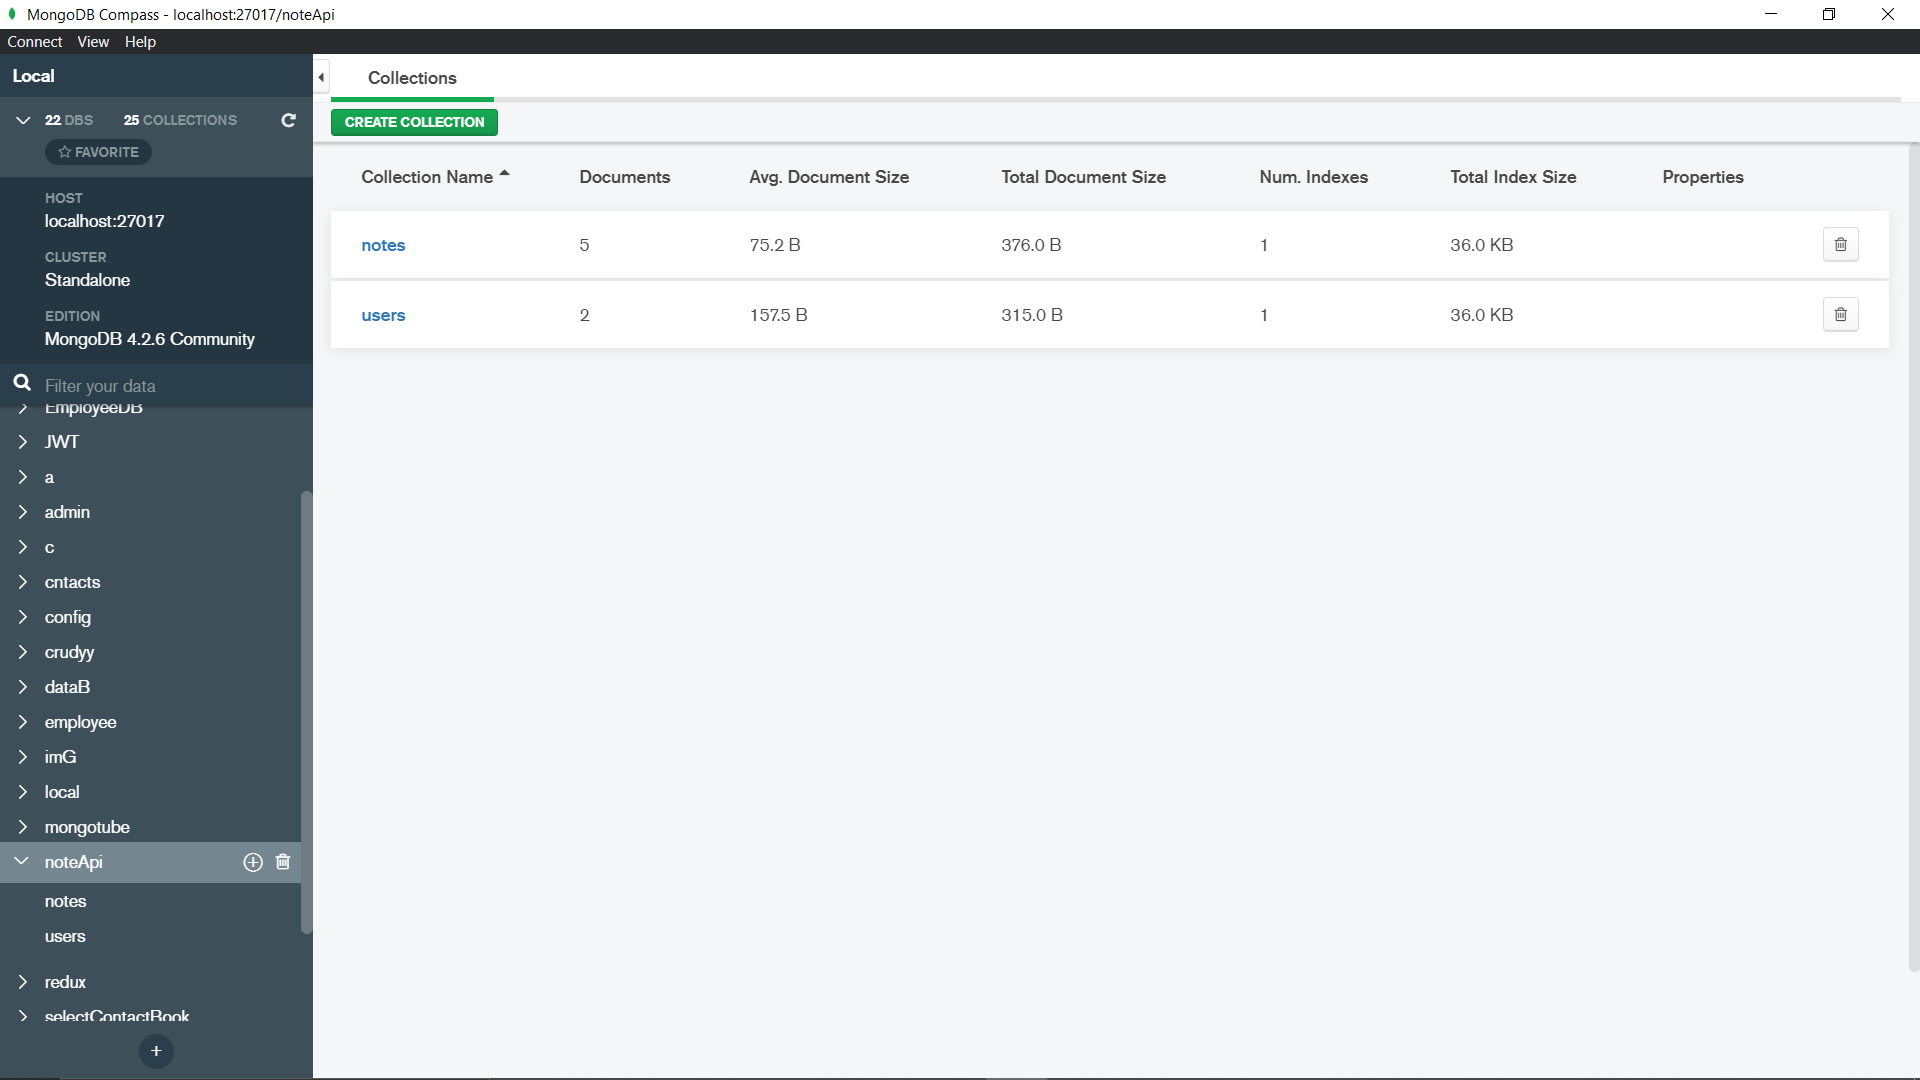 MongoDB Compass - localhost:27017/noteApi
Connect View Help
Local
22 DBS 25 COLLECTIONS
FAVORITE
HOST
localhost:27017
CLUSTER
Standalone
EDITION
MongoDB 4.2.6 Community
Filter your data
EmployeeDB
JWT
a
admin
c
cntacts
config
crudyy
dataB
employee
imG
local
mongotube
noteApi
notes
users
redux
selectContactBook
Collections
CREATE COLLECTION
Collection Name Documents Avg. Document Size Total Document Size Num. Indexes Total Index Size Properties
notes 5 75.2 B 376.0 B 1 36.0 KB
users 2 157.5 B 315.0 B 1 36.0 KB